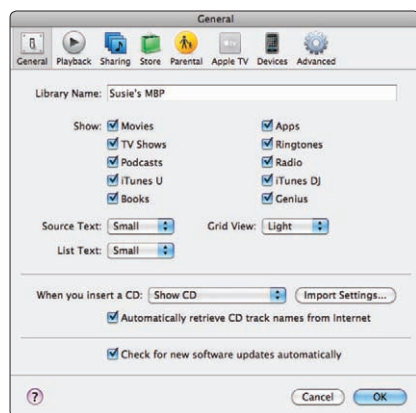 General
General Playback Sharing Store Parental Apple TV Devices Advanced
Library Name: Susie's MBP
Show: Movies Apps
TV Shows Ringtones
Podcasts Radio
iTunes U iTunes DJ
Books Genius
Source Text: Small Grid View: Light
List Text: Small
When you insert a CD: Show CD Import Settings...
Automatically retrieve CD track names from Internet
Check for new software updates automatically
? Cancel OK